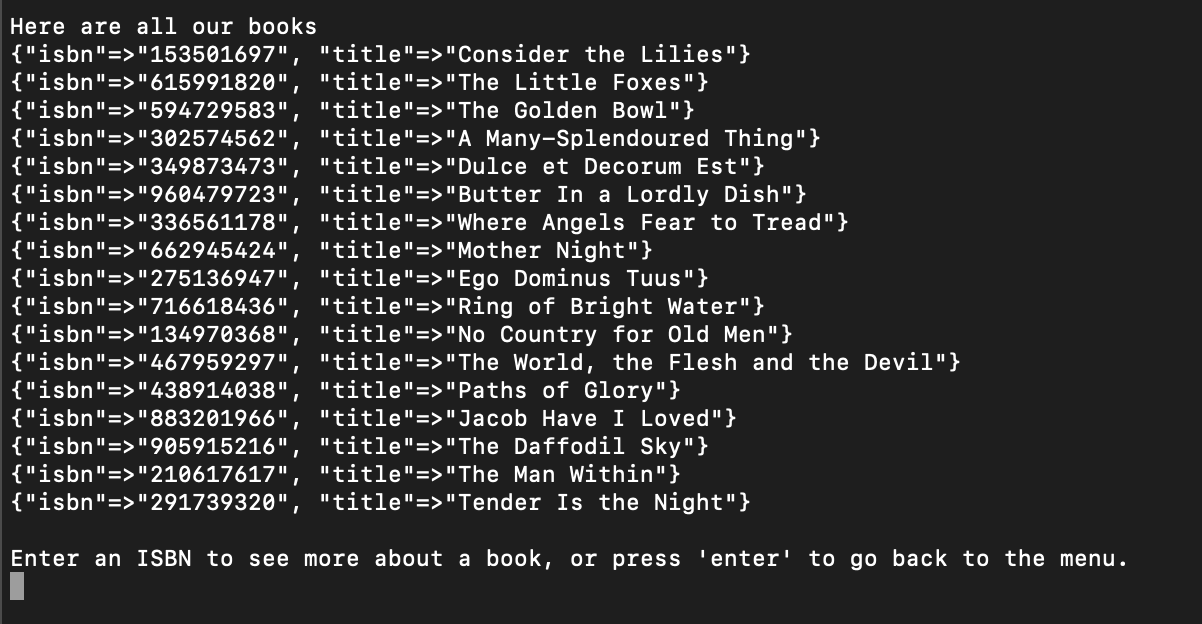 Here are all our books
{"isbn"=>"153501697", "title"=>"Consider the Lilies"}
{"isbn"=>"615991820", "title"=>"The Little Foxes"}
{"isbn"=>"594729583", "title"=>"The Golden Bowl"}
{"isbn"=>"302574562", "title"=>"A Many-Splendoured Thing"}
{"isbn"=>"349873473", "title"=>"Dulce et Decorum Est"}
{"isbn"=>"960479723", "title"=>"Butter In a Lordly Dish"}
{"isbn"=>"336561178", "title"=>"Where Angels Fear to Tread"}
{"isbn"=>"662945424", "title"=>"Mother Night"}
{"isbn"=>"275136947", "title"=>"Ego Dominus Tuus"}
{"isbn"=>"716618436", "title"=>"Ring of Bright Water"}
{"isbn"=>"134970368", "title"=>"No Country for Old Men"}
{"isbn"=>"467959297", "title"=>"The World, the Flesh and the Devil"}
{"isbn"=>"438914038", "title"=>"Paths of Glory"}
{"isbn"=>"883201966", "title"=>"Jacob Have I Loved"}
{"isbn"=>"905915216", "title"=>"The Daffodil Sky"}
{"isbn"=>"210617617", "title"=>"The Man Within"}
{"isbn"=>"291739320", "title"=>"Tender Is the Night"}
Enter an ISBN to see more about a book, or press 'enter' to go back to the menu.